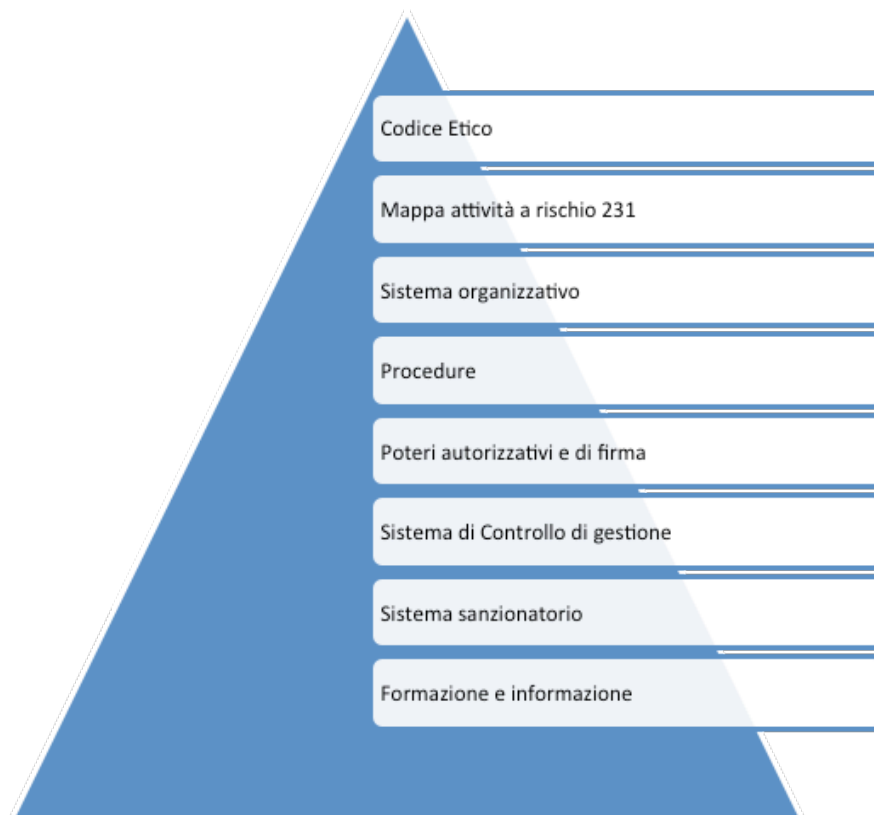 Codice Etico
Mappa attività a rischio 231
Sistema organizzativo
Procedure
Poteri autorizzativi e di firma
Sistema di Controllo di gestione
Sistema sanzionatorio
Formazione e informazione